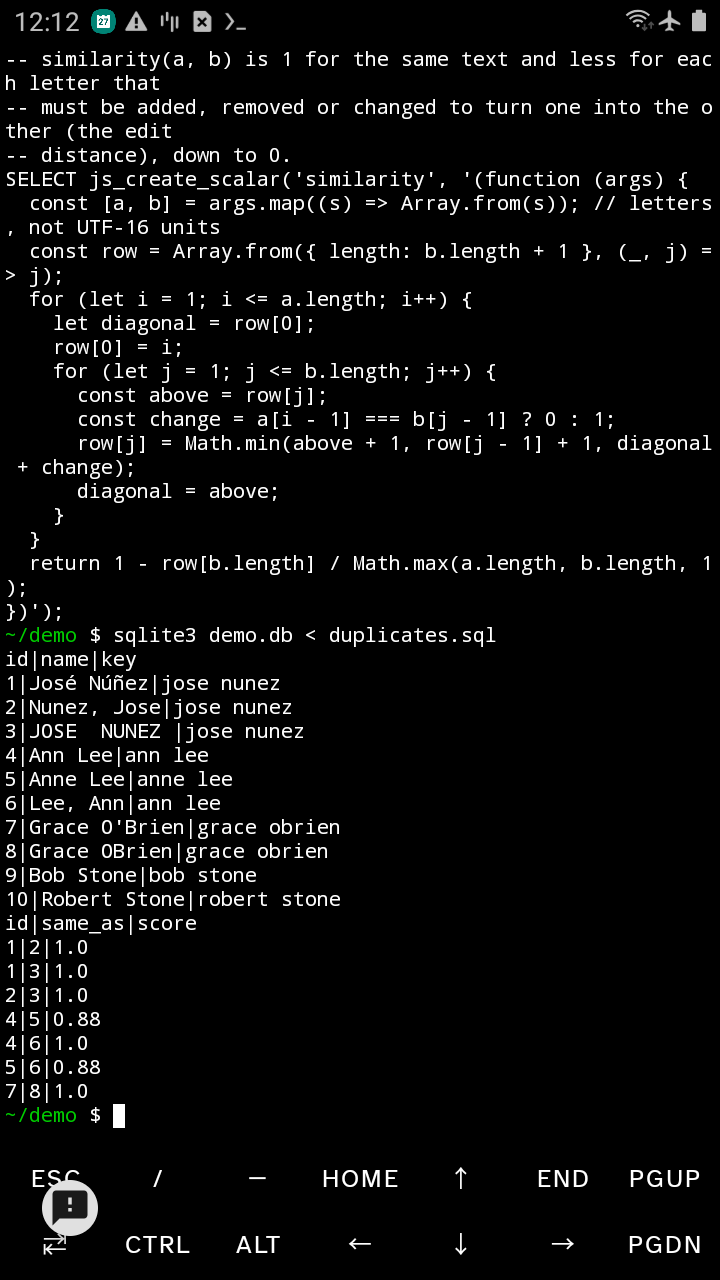 12:12
27
-- similarity(a, b) is 1 for the same text and less for eac
h letter that
-- must be added, removed or changed to turn one into the o
ther (the edit
-- distance), down to 0.
SELECT js_create_scalar('similarity', '(function (args) {
  const [a, b] = args.map((s) => Array.from(s)); // letters
, not UTF-16 units
  const row = Array.from({ length: b.length + 1 }, (_, j) =
> j);
  for (let i = 1; i <= a.length; i++) {
    let diagonal = row[0];
    row[0] = i;
    for (let j = 1; j <= b.length; j++) {
      const above = row[j];
      const change = a[i - 1] === b[j - 1] ? 0 : 1;
      row[j] = Math.min(above + 1, row[j - 1] + 1, diagonal
 + change);
      diagonal = above;
    }
  }
  return 1 - row[b.length] / Math.max(a.length, b.length, 1
);
})');
~/demo $ sqlite3 demo.db < duplicates.sql
id|name|key
1|José Núñez|jose nunez
2|Nunez, Jose|jose nunez
3|JOSE  NUNEZ |jose nunez
4|Ann Lee|ann lee
5|Anne Lee|anne lee
6|Lee, Ann|ann lee
7|Grace O'Brien|grace obrien
8|Grace OBrien|grace obrien
9|Bob Stone|bob stone
10|Robert Stone|robert stone
id|same_as|score
1|2|1.0
1|3|1.0
2|3|1.0
4|5|0.88
4|6|1.0
5|6|0.88
7|8|1.0
~/demo $
ESC / — HOME ↑ END PGUP
CTRL ALT ← ↓ → PGDN